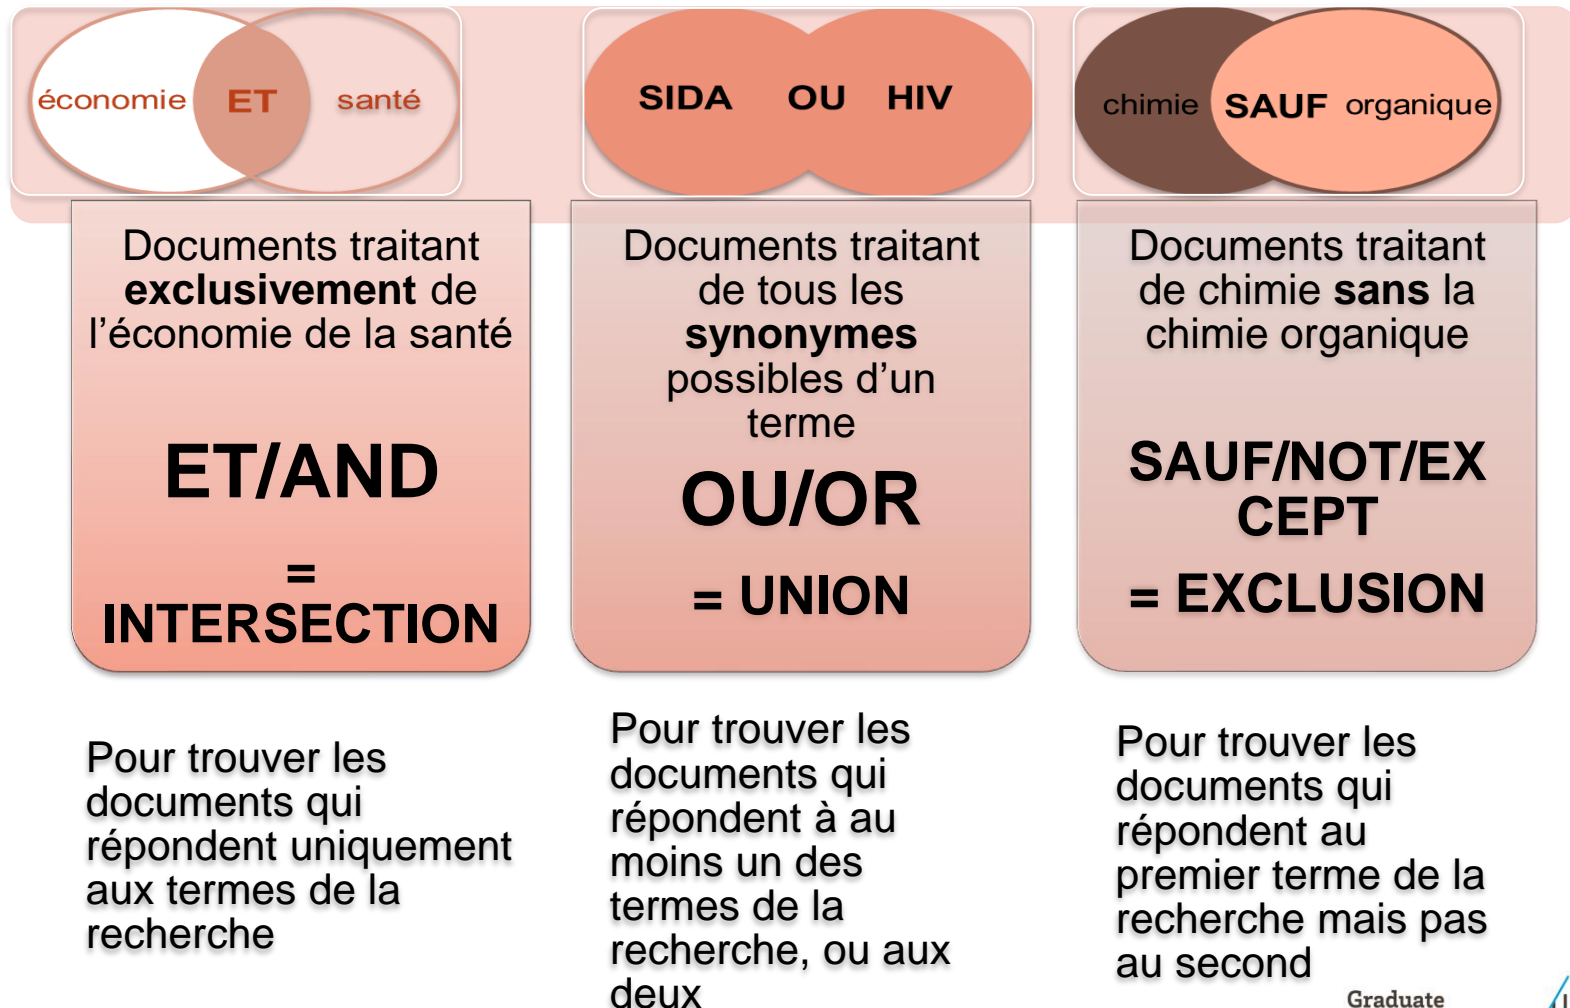 économie ET santé
SIDA OU HIV
chimie SAUF organique
Documents traitant
exclusivement de
l’économie de la santé
ET/AND
=
INTERSECTION
Documents traitant
de tous les
synonymes
possibles d’un
terme
OU/OR
= UNION
Documents traitant
de chimie sans la
chimie organique
SAUF/NOT/EX
CEPT
= EXCLUSION
Pour trouver les
documents qui
répondent uniquement
aux termes de la
recherche
Pour trouver les
documents qui
répondent à au
moins un des
termes de la
recherche, ou aux
deux
Pour trouver les
documents qui
répondent au
premier terme de la
recherche mais pas
au second
Graduate